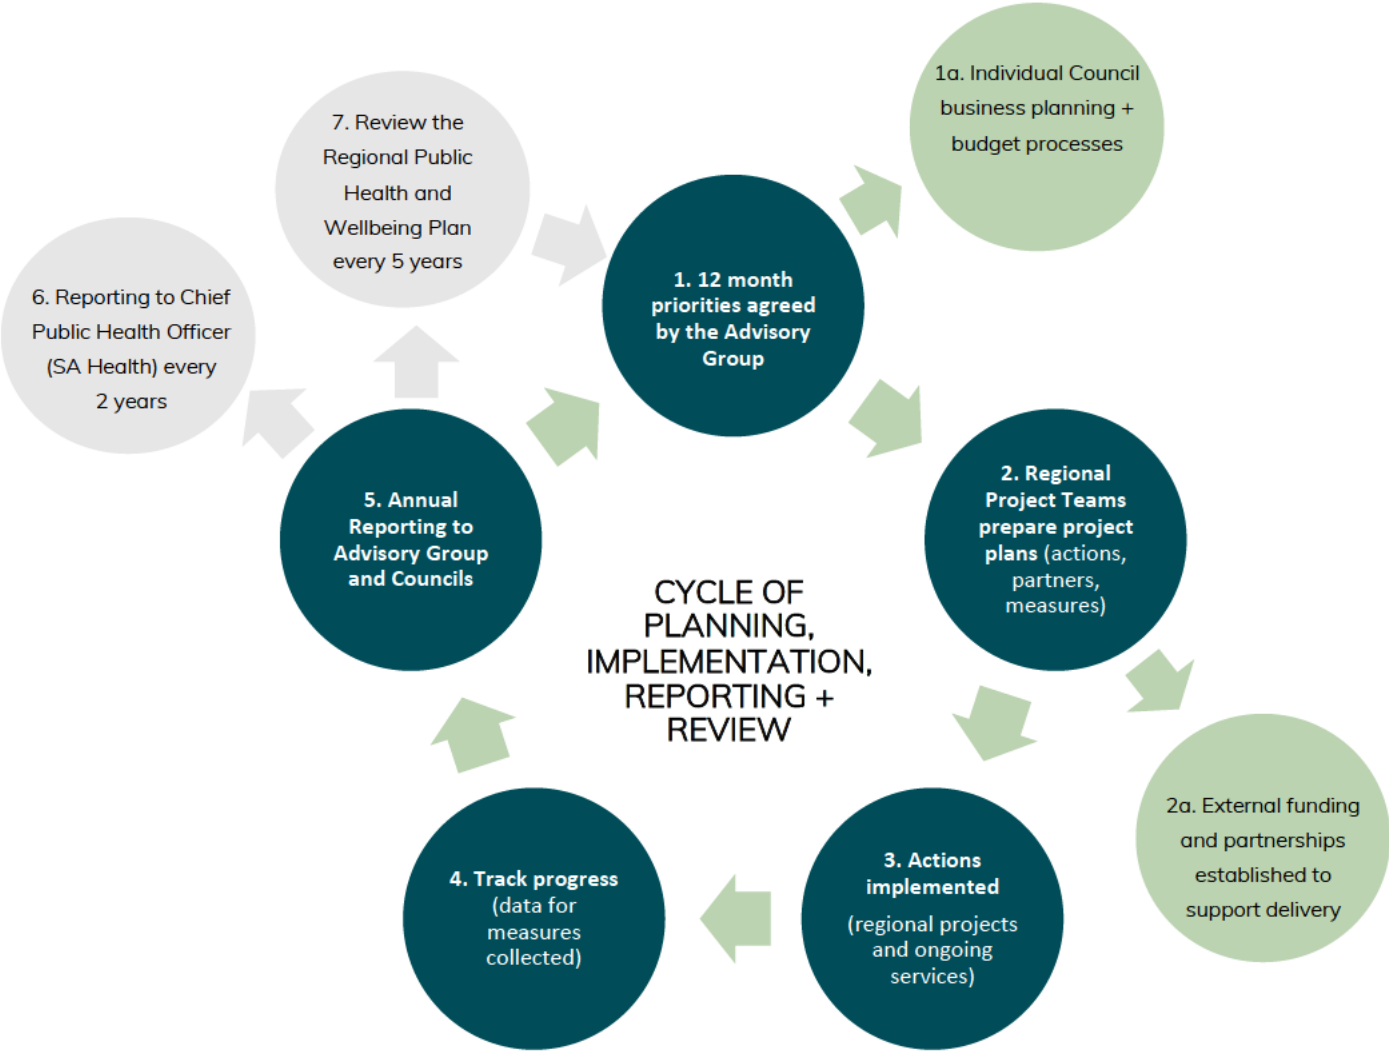 1a. Individual Council
business planning +
budget processes
7. Review the
Regional Public
Health and
Wellbeing Plan
every 5 years
1. 12 month
priorities agreed
by the Advisory
Group
6. Reporting to Chief
Public Health Officer
(SA Health) every
2 years
2. Regional
Project Teams
prepare project
plans (actions,
partners,
measures)
5. Annual
Reporting to
Advisory Group
and Councils
CYCLE OF
PLANNING,
IMPLEMENTATION,
REPORTING +
REVIEW
2a. External funding
and partnerships
established to
support delivery
3. Actions
implemented
(regional projects
and ongoing
services)
4. Track progress
(data for
measures
collected)